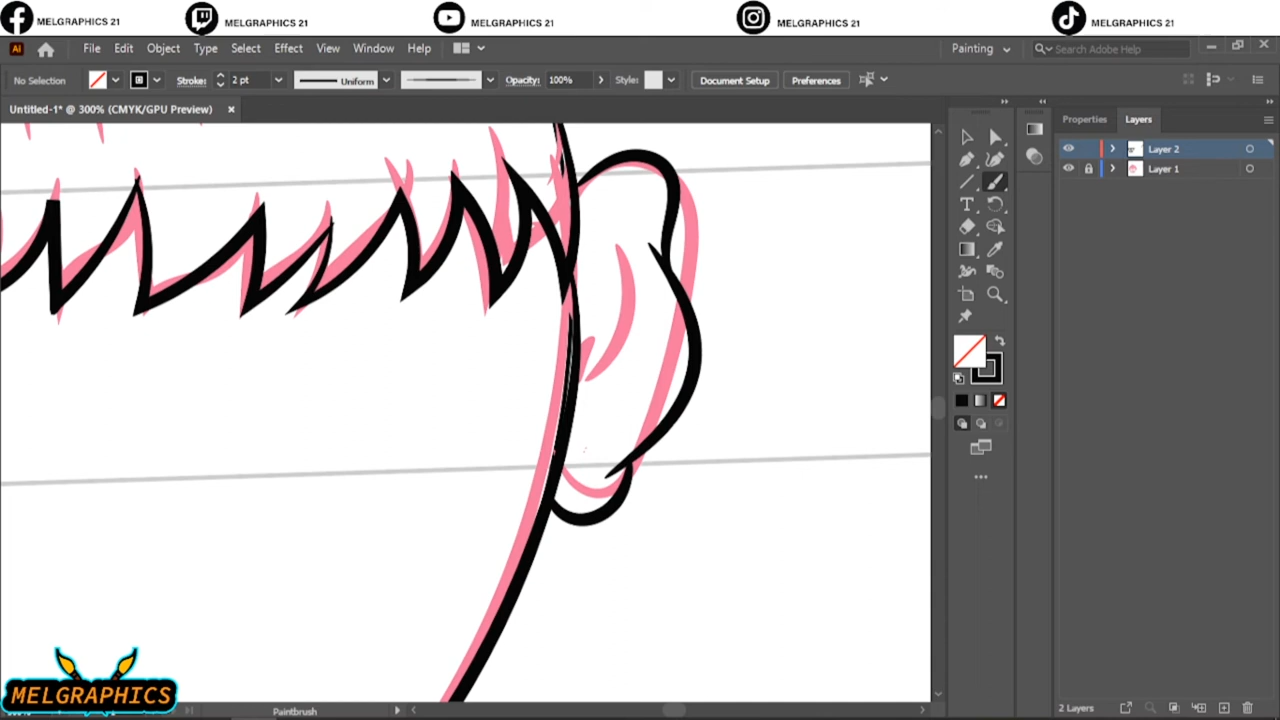 MELGRAPHICS 21 MELGRAPHICS 21 MELGRAPHICS 21 MELGRAPHICS 21 MELGRAPHICS 21
Ai File Edit Object Type Select Effect View Window Help Painting Search Adobe Help
No Selection Stroke: 2 pt Uniform Opacity: 100% Style: Document Setup Preferences
Untitled-1* @ 300% (CMYK/GPU Preview) Properties Layers
Layer 2
Layer 1
MELGRAPHICS
2 Layers
Paintbrush